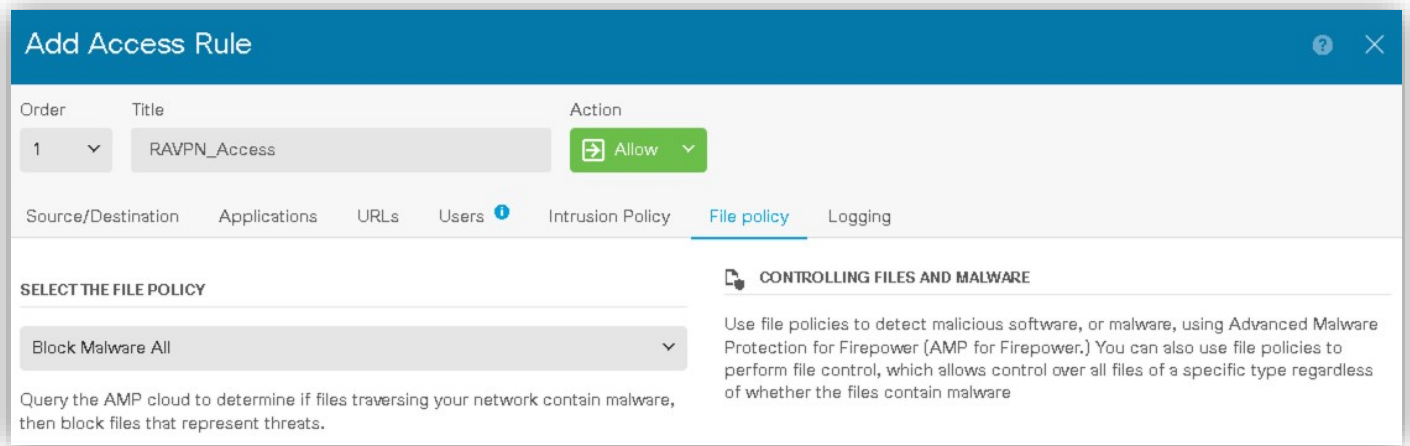 Add Access Rule
Order Title Action
1 RAVPN_Access Allow
Source/Destination Applications URLs Users Intrusion Policy File policy Logging
SELECT THE FILE POLICY
Block Malware All
Query the AMP cloud to determine if files traversing your network contain malware,
then block files that represent threats.
CONTROLLING FILES AND MALWARE
Use file policies to detect malicious software, or malware, using Advanced Malware
Protection for Firepower (AMP for Firepower.) You can also use file policies to
perform file control, which allows control over all files of a specific type regardless
of whether the files contain malware